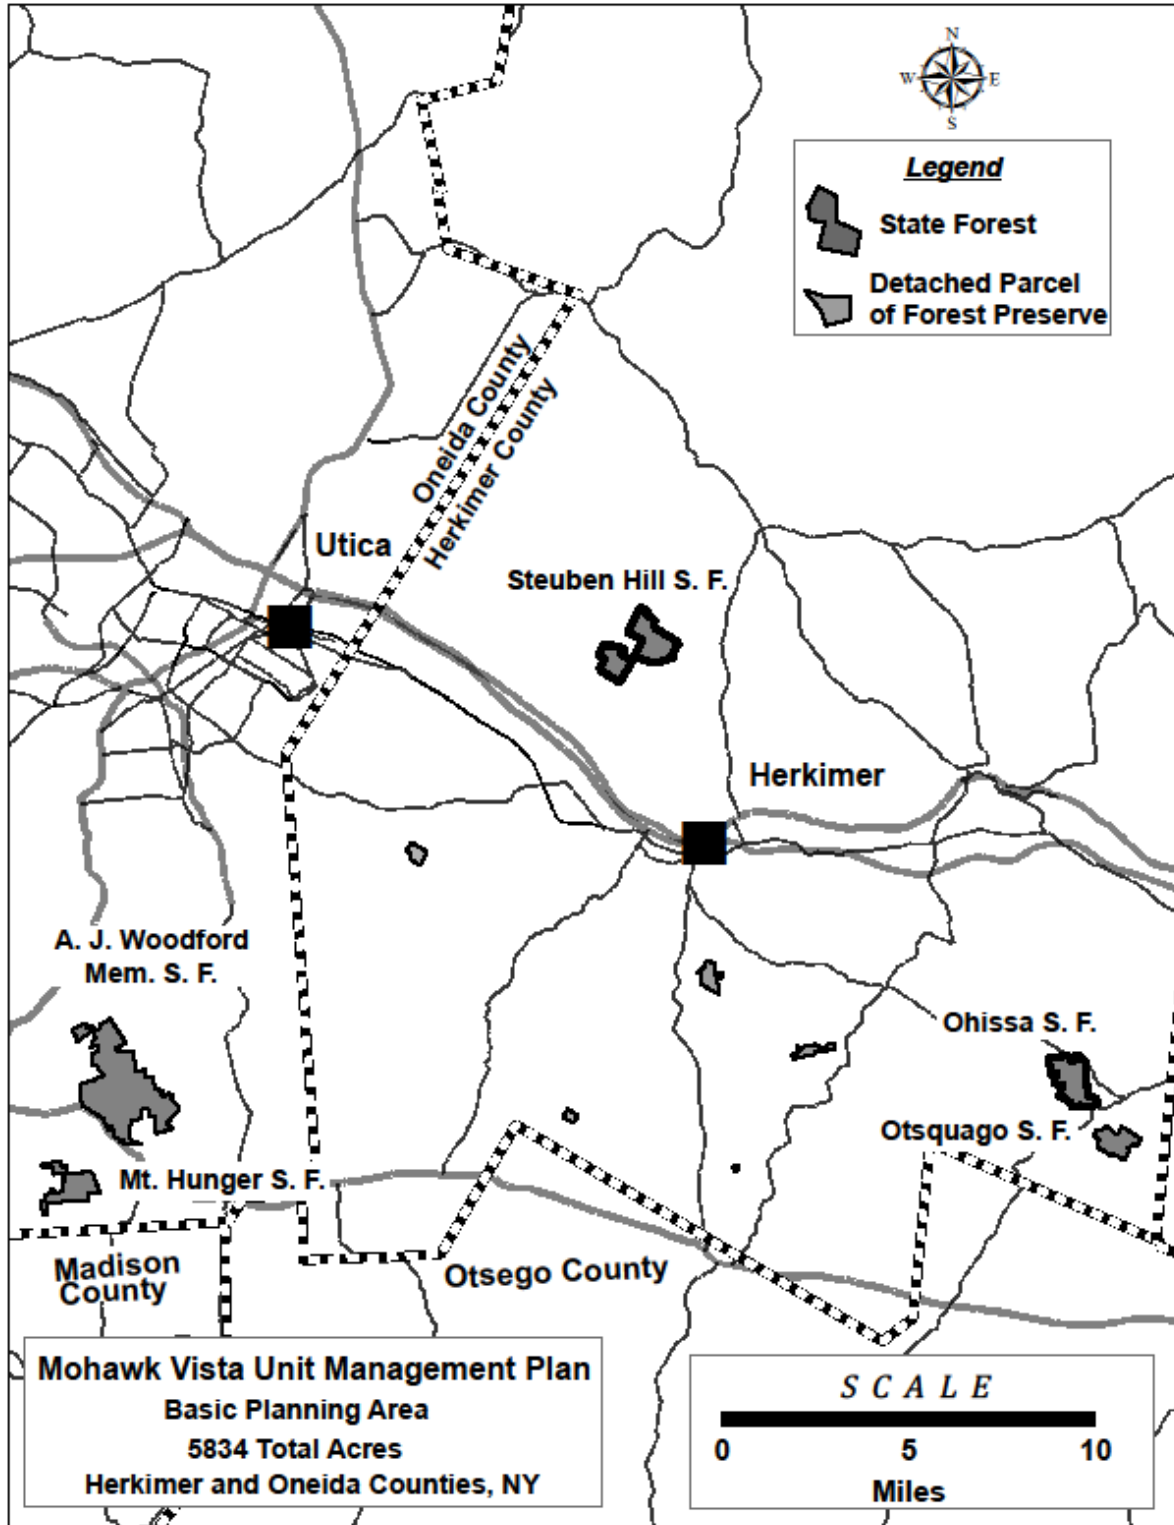 N
W E
S
Legend
State Forest
Detached Parcel
of Forest Preserve
Oneida County
Herkimer County
Utica
Steuben Hill S. F.
Herkimer
A. J. Woodford
Mem. S. F.
Ohissa S. F.
Otsquago S. F.
Mt. Hunger S. F.
Madison
County
Otsego County
Mohawk Vista Unit Management Plan
Basic Planning Area
5834 Total Acres
Herkimer and Oneida Counties, NY
SCALE
0 5 10
Miles